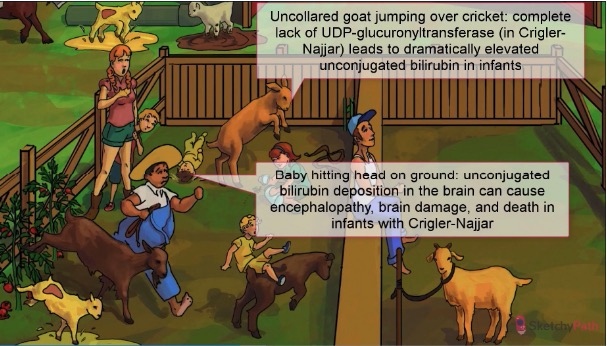 Uncollared goat jumping over cricket: complete
lack of UDP-glucuronyltransferase (in Crigler-
Najjar) leads to dramatically elevated
unconjugated bilirubin in infants
Baby hitting head on ground: unconjugated
bilirubin deposition in the brain can cause
encephalopathy, brain damage, and death in
infants with Crigler-Najjar
SketchyPath